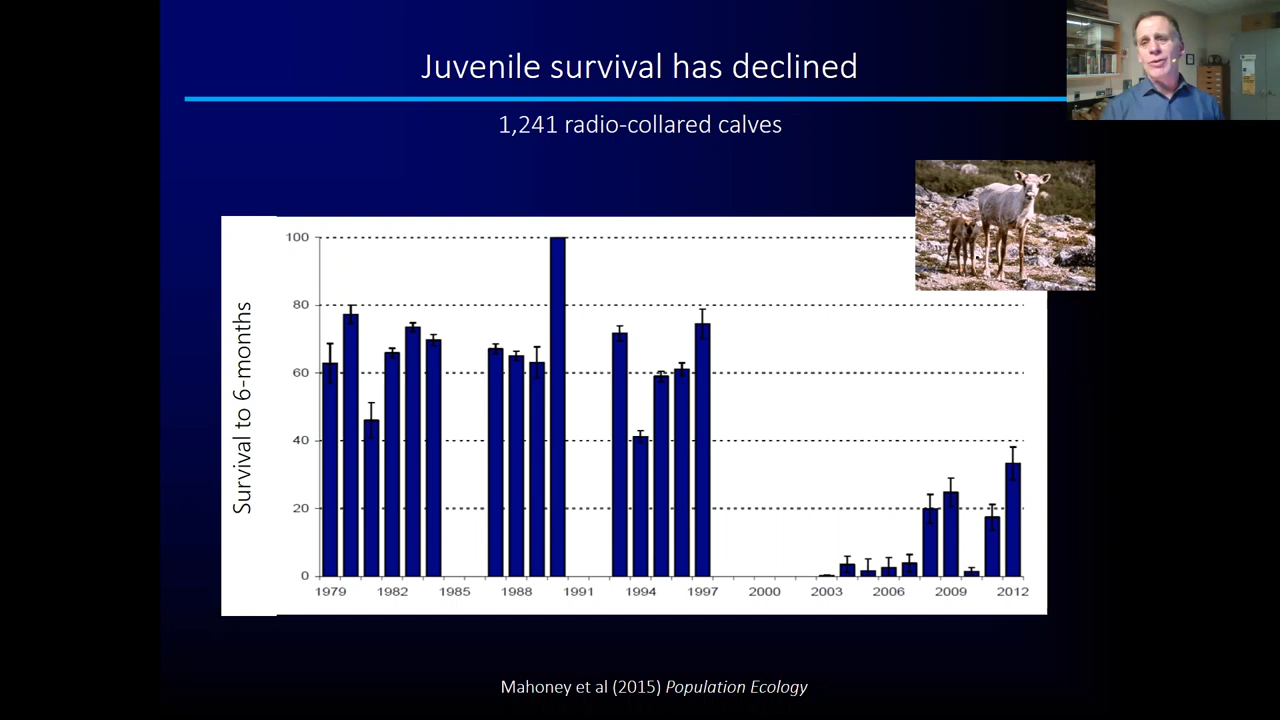 Juvenile survival has declined
1,241 radio-collared calves
Survival to 6-months
100
80
60
40
20
0
1979 1982 1985 1988 1991 1994 1997 2000 2003 2006 2009 2012
Mahoney et al (2015) Population Ecology